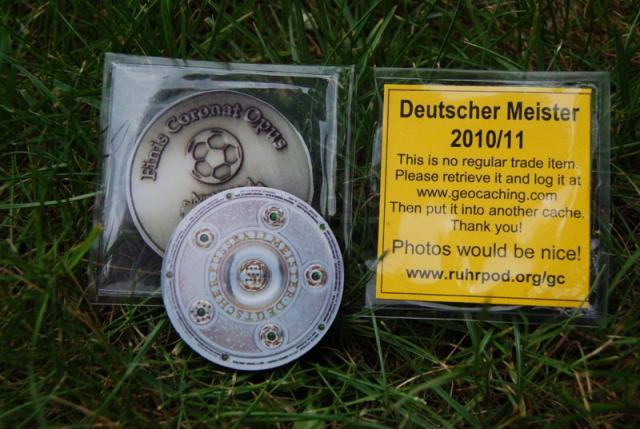 Finis Coronat Opus
DEUTSCHER FUSSBALLMEISTER
Deutscher Meister
2010/11
This is no regular trade item.
Please retrieve it and log it at
www.geocaching.com
Then put it into another cache.
Thank you!
Photos would be nice!
www.ruhrpod.org/gc